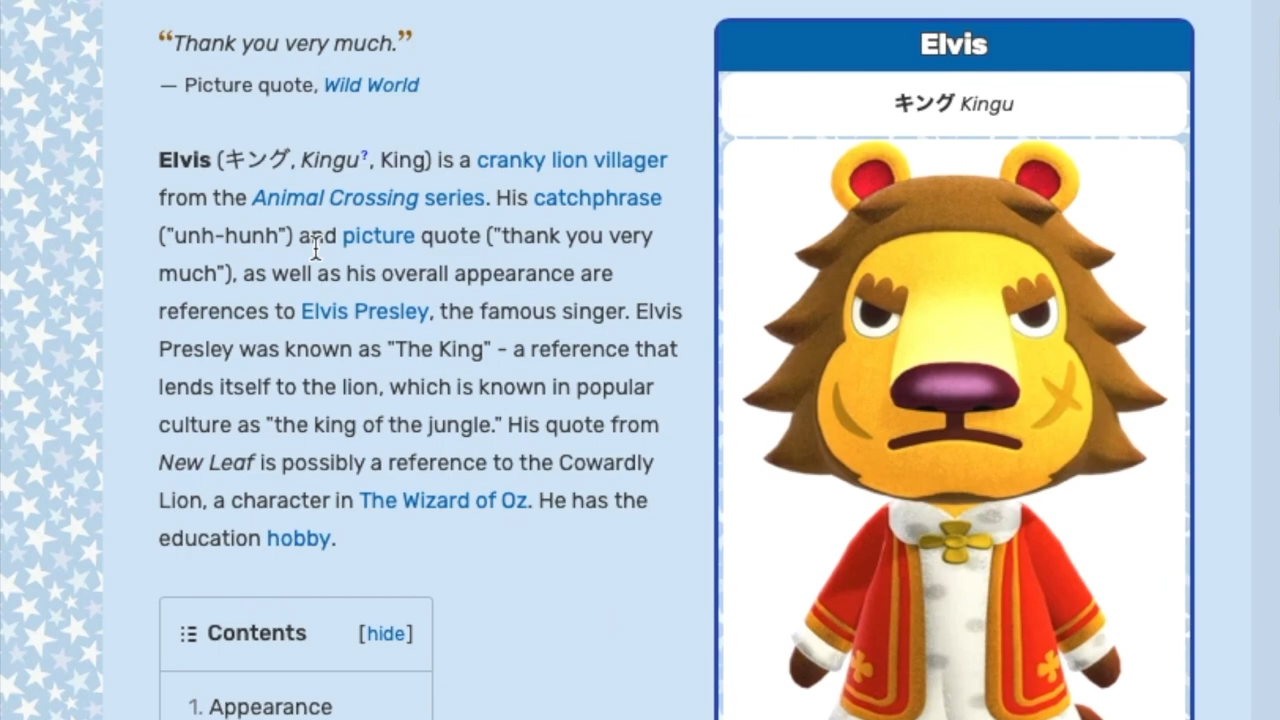 “Thank you very much.”
— Picture quote, Wild World
Elvis (キング, Kingu?, King) is a cranky lion villager
from the Animal Crossing series. His catchphrase
("unh-hunh") and picture quote ("thank you very
much"), as well as his overall appearance are
references to Elvis Presley, the famous singer. Elvis
Presley was known as "The King" - a reference that
lends itself to the lion, which is known in popular
culture as "the king of the jungle." His quote from
New Leaf is possibly a reference to the Cowardly
Lion, a character in The Wizard of Oz. He has the
education hobby.
Contents [hide]
1. Appearance
Elvis
キング Kingu